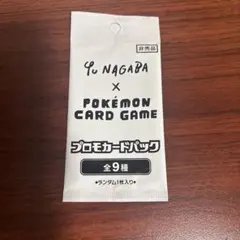 非売品
YU NAGABA
×
POKÉMON
CARD GAME
プロモカードパック
全9種
●ランダム1枚入り●